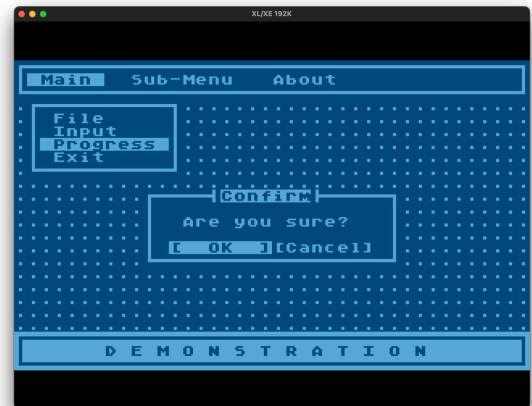 XL/XE 192K
Main Sub-Menu About
File
Input
Progress
Exit
Confirm
Are you sure?
[ OK ][Cancel]
D E M O N S T R A T I O N